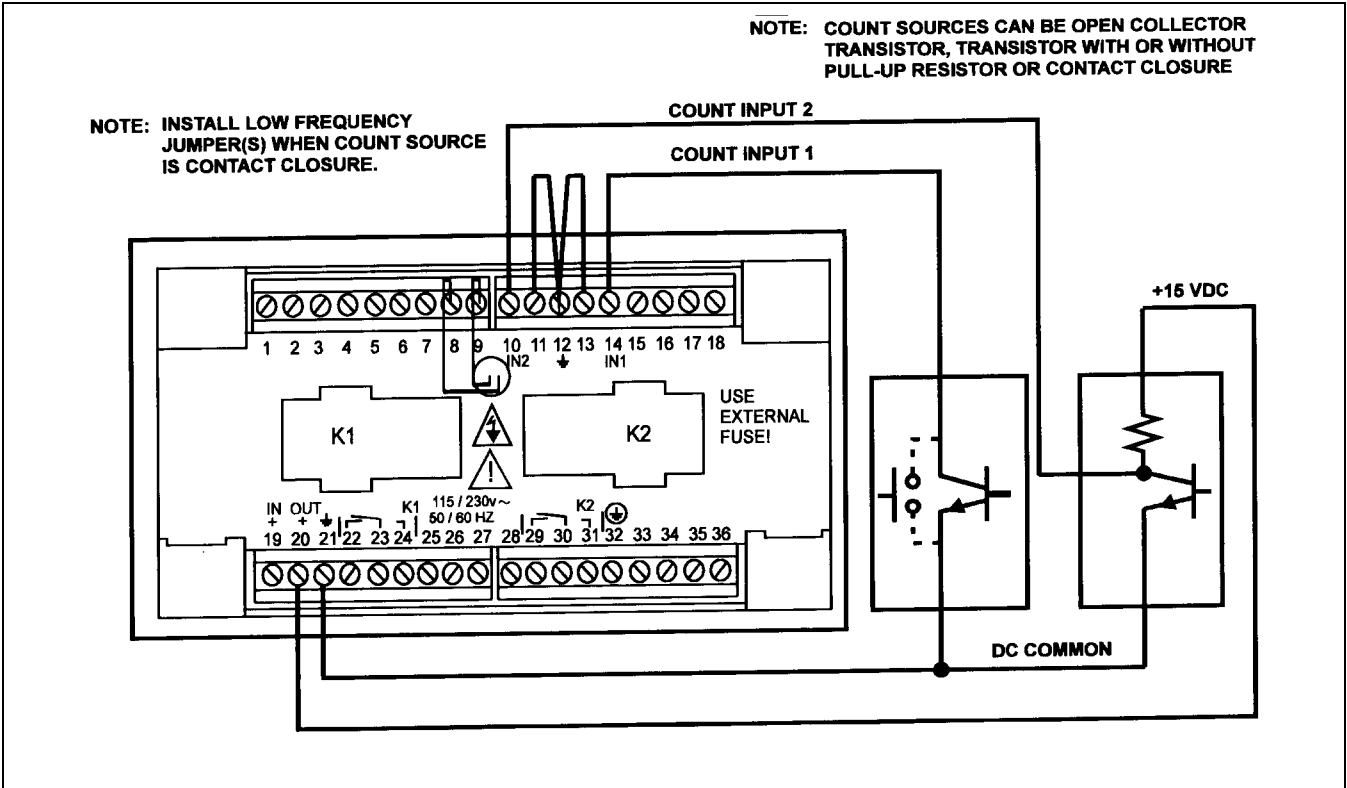 NOTE: COUNT SOURCES CAN BE OPEN COLLECTOR
TRANSISTOR, TRANSISTOR WITH OR WITHOUT
PULL-UP RESISTOR OR CONTACT CLOSURE
NOTE: INSTALL LOW FREQUENCY
JUMPER(S) WHEN COUNT SOURCE
IS CONTACT CLOSURE.
COUNT INPUT 2
COUNT INPUT 1
+15 VDC
1 2 3 4 5 6 7 8 9 10 11 12 13 14 15 16 17 18
IN2 IN1
USE
EXTERNAL
FUSE!
K1 K2
IN OUT K1 115 / 230v~ K2
+ + 50 / 60 HZ
19 20 21 22 23 24 25 26 27 28 29 30 31 32 33 34 35 36
DC COMMON